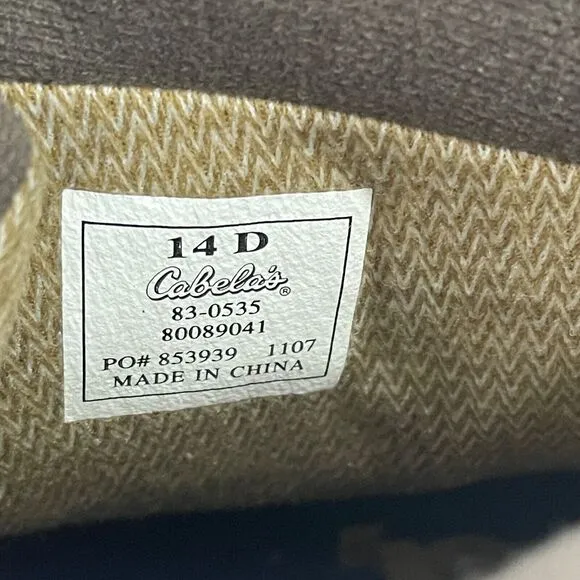 14 D
Cabela's®
83-0535
80089041
PO# 853939 1107
MADE IN CHINA